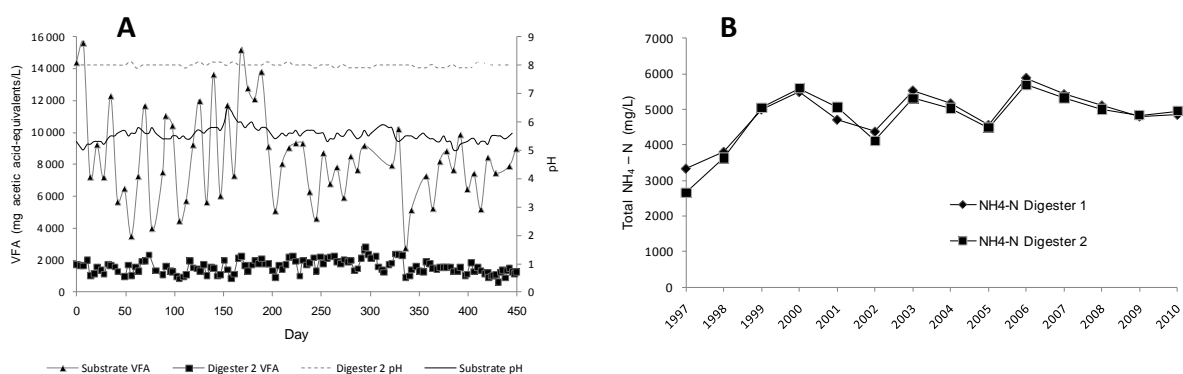 A
16 000
14 000
12 000
10 000
8 000
6 000
4 000
2 000
0
VFA (mg acetic acid-equivalents/L)
9
8
7
6
5
4
3
2
1
0
pH
0 50 100 150 200 250 300 350 400 450
Day
Substrate VFA Digester 2 VFA Digester 2 pH Substrate pH
B
7000
6000
5000
4000
3000
2000
1000
0
Total NH4 – N (mg/L)
NH4-N Digester 1
NH4-N Digester 2
1997 1998 1999 2000 2001 2002 2003 2004 2005 2006 2007 2008 2009 2010